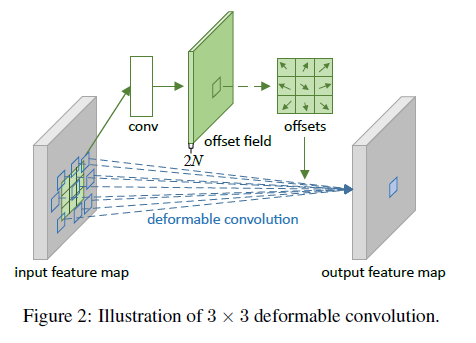 conv
offset field
offsets
2N
deformable convolution
input feature map
output feature map
Figure 2: Illustration of 3 × 3 deformable convolution.